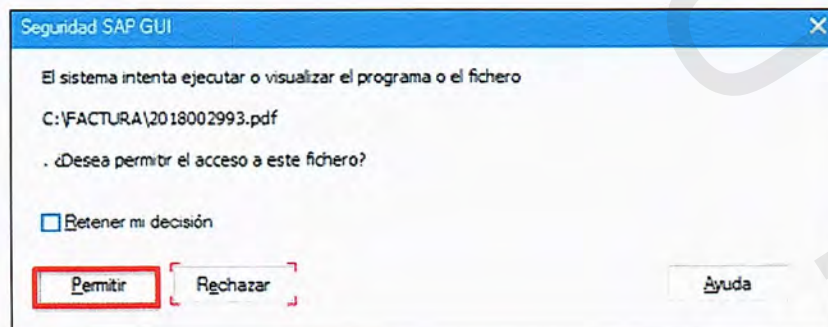 Seguridad SAP GUI
El sistema intenta ejecutar o visualizar el programa o el fichero
C:\FACTURA\2018002993.pdf
. ¿Desea permitir el acceso a este fichero?
Retener mi decisión
Permitir Rechazar Ayuda